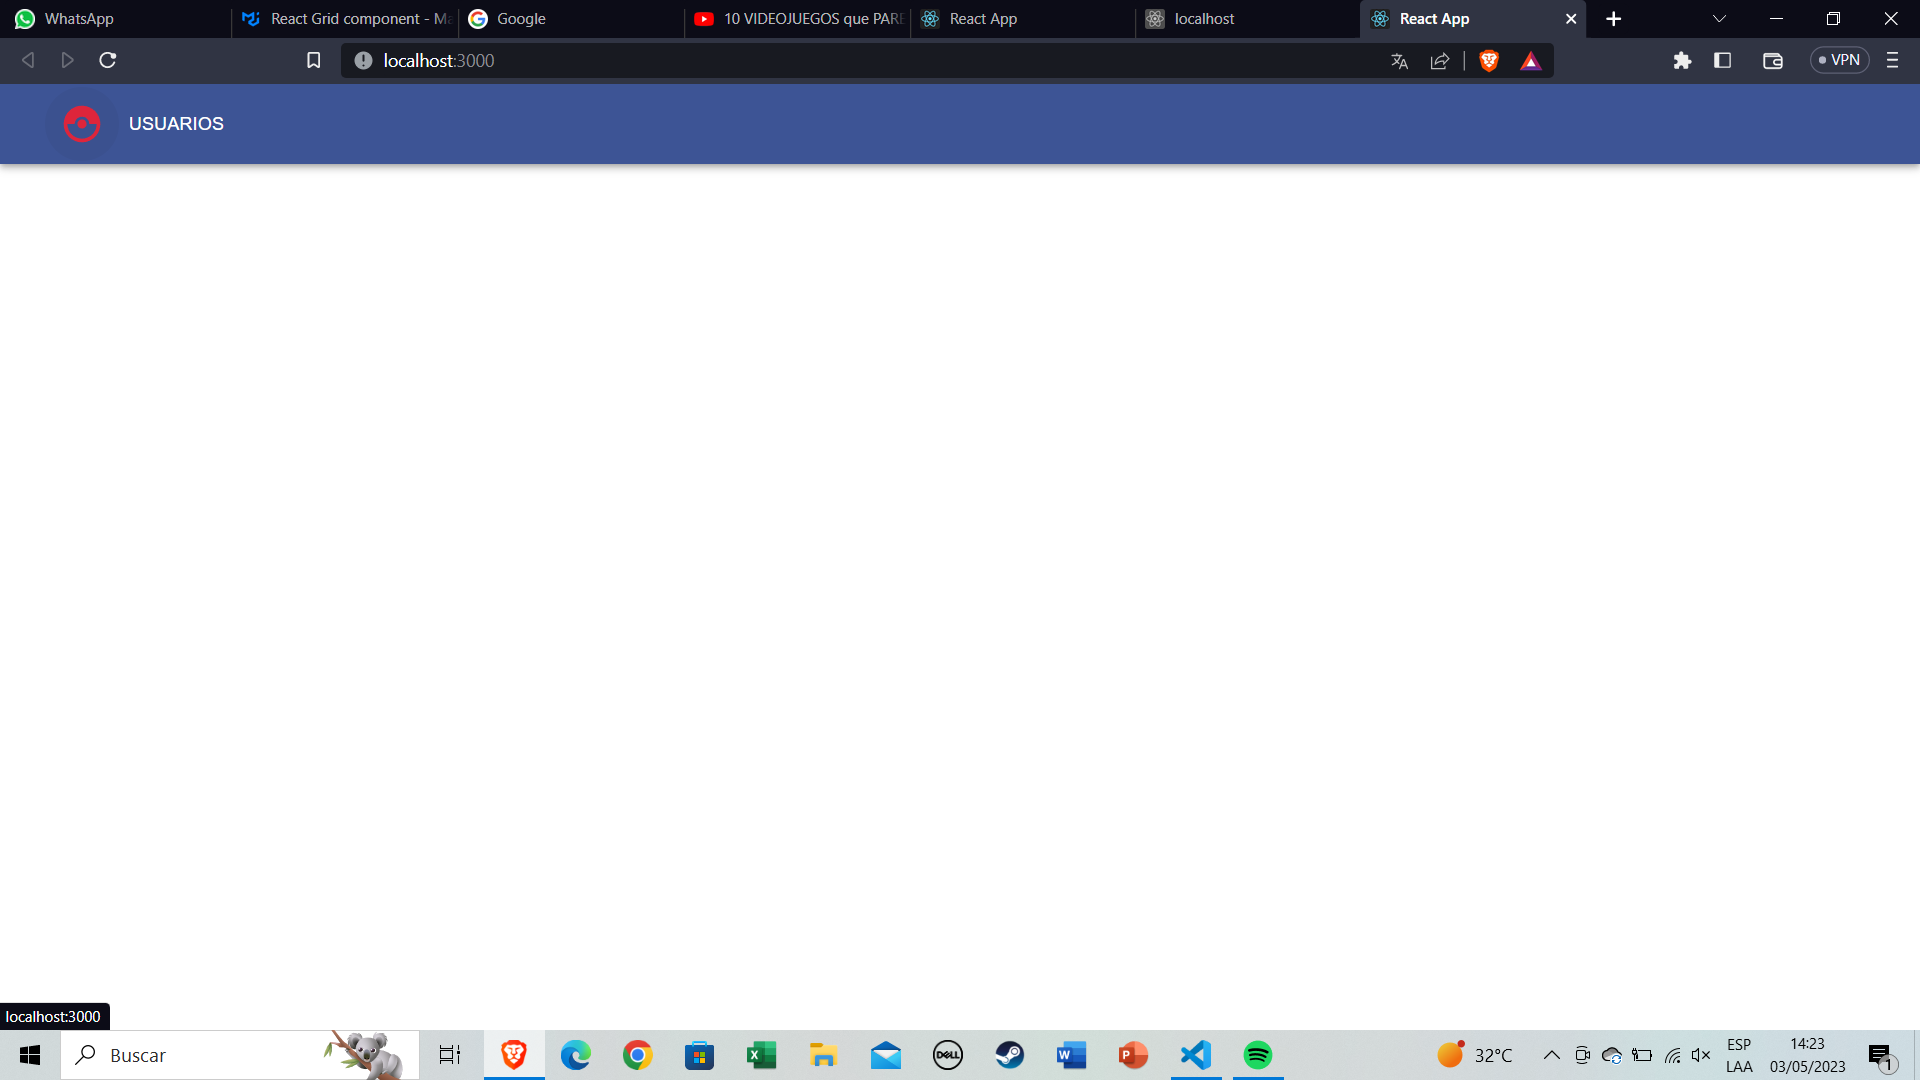 WhatsApp
React Grid component - Ma
Google
10 VIDEOJUEGOS que PARE
React App
localhost
React App
localhost:3000
VPN
USUARIOS
localhost:3000
Buscar
DELL
32°C
ESP
LAA
14:23
03/05/2023
1